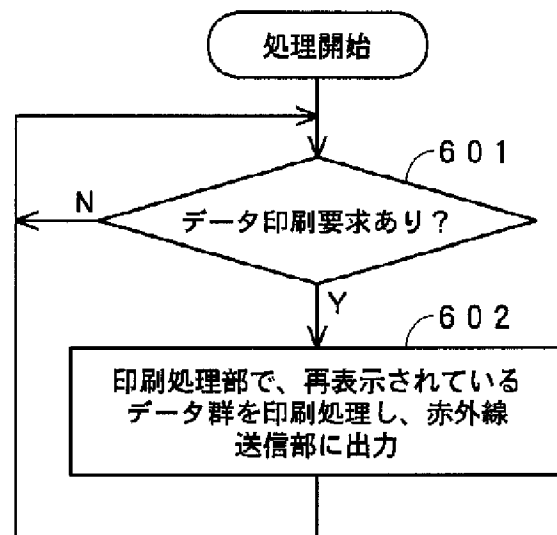 処理開始
601
N
データ印刷要求あり？
Y
602
印刷処理部で、再表示されている
データ群を印刷処理し、赤外線
送信部に出力